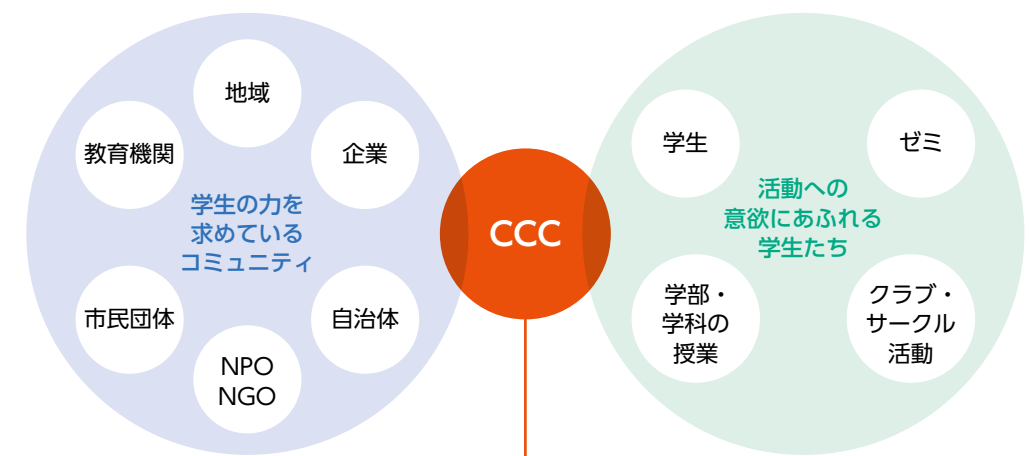 地域
教育機関
企業
学生の力を
求めている
コミュニティ
市民団体
自治体
NPO
NGO
CCC
学生
ゼミ
活動への
意欲にあふれる
学生たち
学部・
学科の
授業
クラブ・
サークル
活動